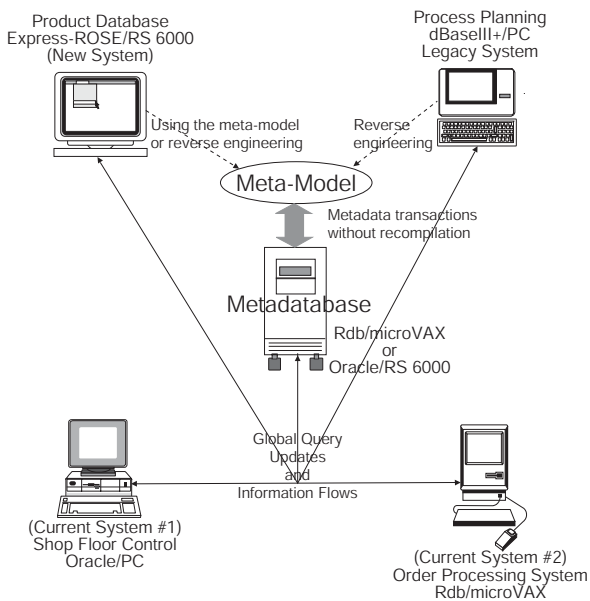 Product Database
Express-ROSE/RS 6000
(New System)
Process Planning
dBaseIII+/PC
Legacy System
Using the meta-model
or reverse engineering
Reverse
engineering
Meta-Model
Metadata transactions
without recompilation
Metadatabase
Rdb/microVAX
or
Oracle/RS 6000
Global Query
Updates
and
Information Flows
(Current System #1)
Shop Floor Control
Oracle/PC
(Current System #2)
Order Processing System
Rdb/microVAX